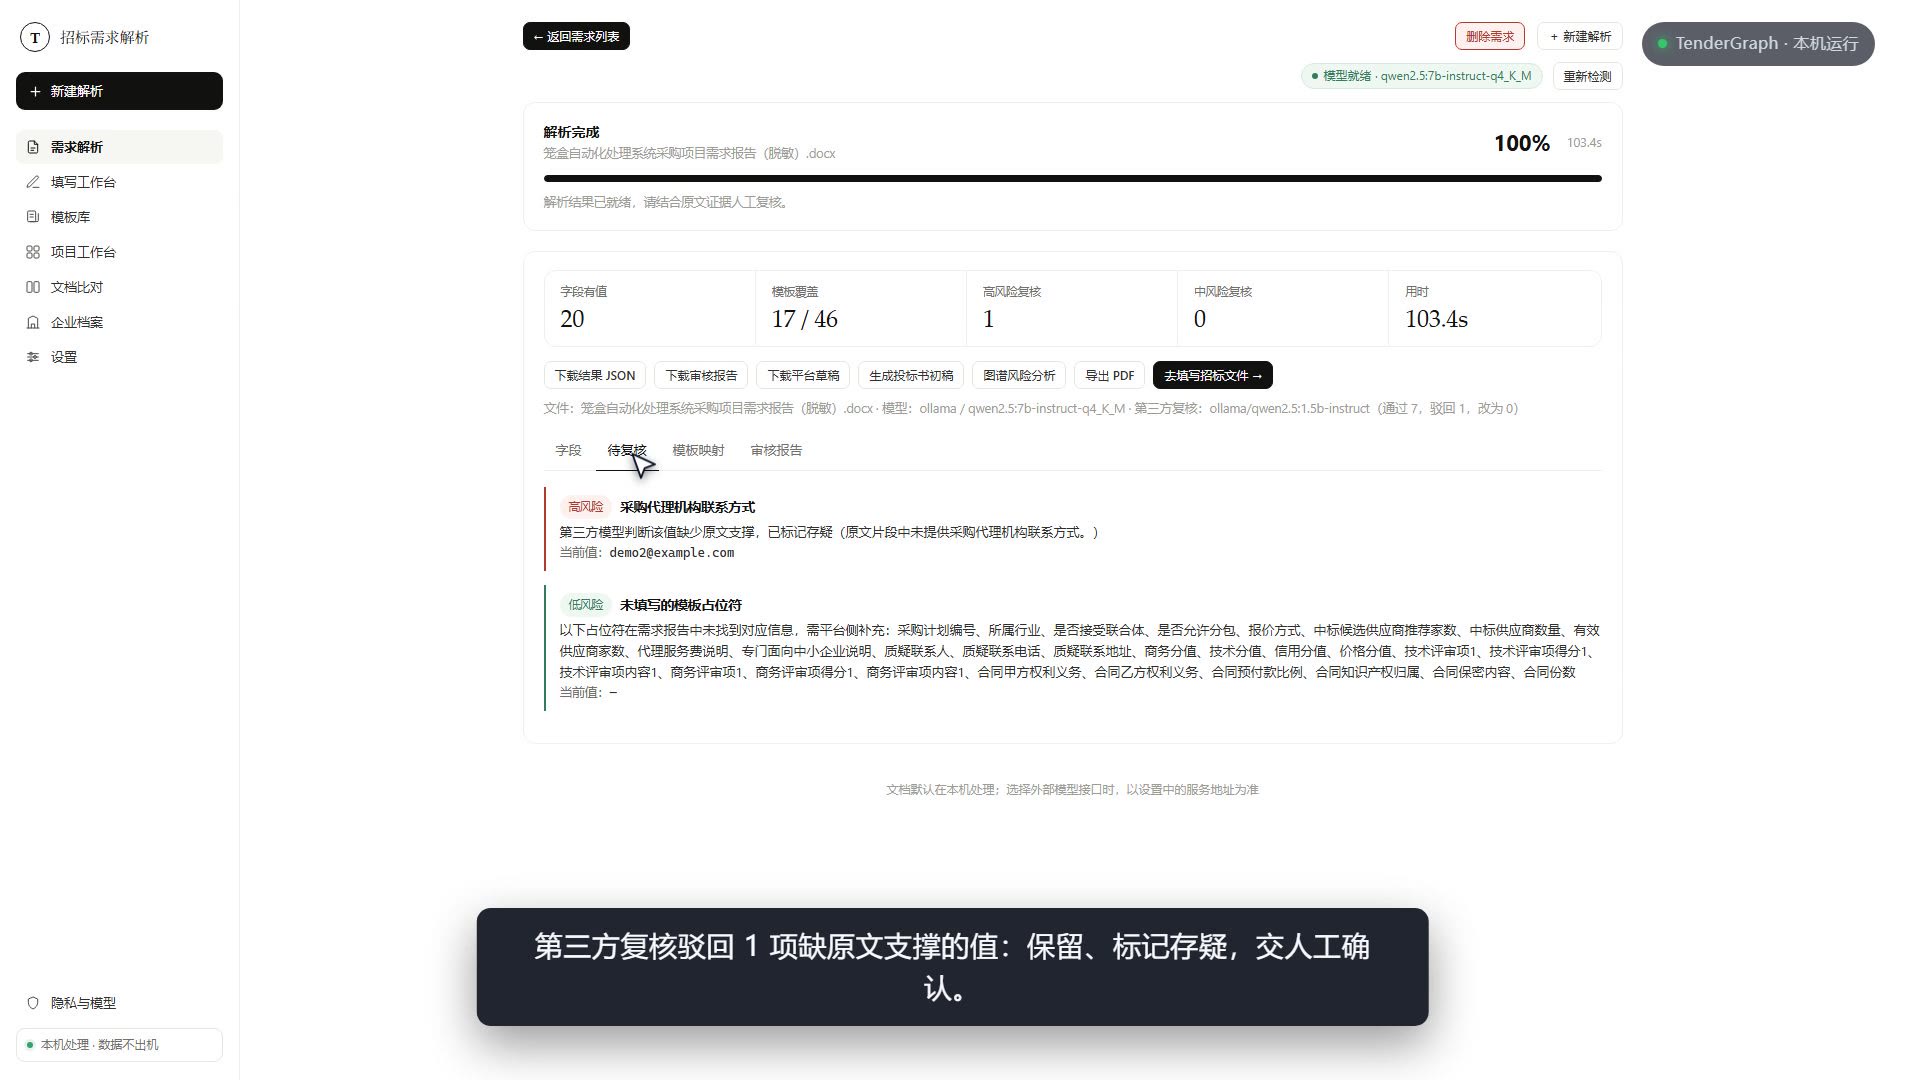 T 招标需求解析
+ 新建解析
需求解析
填写工作台
模板库
项目工作台
文档比对
企业档案
设置
隐私与模型
本机处理 · 数据不出机
← 返回需求列表
删除需求
+ 新建解析
TenderGraph · 本机运行
模型就绪 · qwen2.5:7b-instruct-q4_K_M
重新检测
解析完成
笼盒自动化处理系统采购项目需求报告（脱敏）.docx
100% 103.4s
解析结果已就绪，请结合原文证据人工复核。
字段有值
20
模板覆盖
17 / 46
高风险复核
1
中风险复核
0
用时
103.4s
下载结果 JSON
下载审核报告
下载平台草稿
生成投标书初稿
图谱风险分析
导出 PDF
去填写招标文件 →
文件：笼盒自动化处理系统采购项目需求报告（脱敏）.docx · 模型：ollama / qwen2.5:7b-instruct-q4_K_M · 第三方复核：ollama/qwen2.5:1.5b-instruct（通过 7，驳回 1，改为 0）
字段
待复核
模板映射
审核报告
高风险 采购代理机构联系方式
第三方模型判断该值缺少原文支撑，已标记存疑（原文片段中未提供采购代理机构联系方式。）
当前值：demo2@example.com
低风险 未填写的模板占位符
以下占位符在需求报告中未找到对应信息，需平台侧补充：采购计划编号、所属行业、是否接受联合体、是否允许分包、报价方式、中标候选供应商推荐家数、中标供应商数量、有效
供应商家数、代理服务费说明、专门面向中小企业说明、质疑联系人、质疑联系电话、质疑联系地址、商务分值、技术分值、信用分值、价格分值、技术评审项1、技术评审项得分1、
技术评审项内容1、商务评审项1、商务评审项得分1、商务评审项内容1、合同甲方权利义务、合同乙方权利义务、合同预付款比例、合同知识产权归属、合同保密内容、合同份数
当前值：—
文档默认在本机处理；选择外部模型接口时，以设置中的服务地址为准
第三方复核驳回 1 项缺原文支撑的值：保留、标记存疑，交人工确
认。